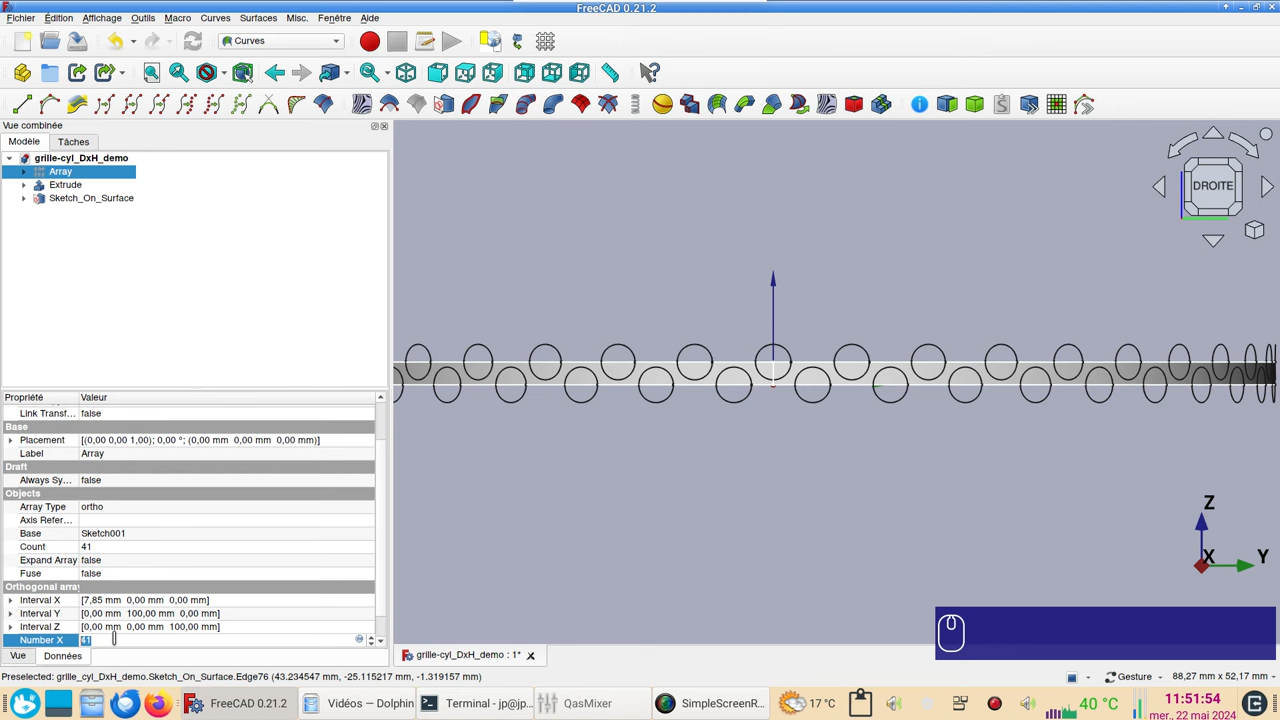 FreeCAD 0.21.2
Fichier Édition Affichage Outils Macro Curves Surfaces Misc. Fenêtre Aide
Curves
Vue combinée
Modèle Tâches
grille-cyl_DxH_demo
Array
Extrude
Sketch_On_Surface
DROITE
Propriété Valeur
Link Transf... false
Base
Placement [(0,00 0,00 1,00); 0,00 °; (0,00 mm 0,00 mm 0,00 mm)]
Label Array
Draft
Always Sy... false
Objects
Array Type ortho
Axis Refer...
Base Sketch001
Count 41
Expand Array false
Fuse false
Orthogonal array
Interval X [7,85 mm 0,00 mm 0,00 mm]
Interval Y [0,00 mm 100,00 mm 0,00 mm]
Interval Z [0,00 mm 0,00 mm 100,00 mm]
Number X 41
Z
X Y
Vue Données
grille-cyl_DxH_demo : 1*
Preselected: grille_cyl_DxH_demo.Sketch_On_Surface.Edge76 (43.234547 mm, -25.115217 mm, -1.319157 mm)
Gesture
88,27 mm x 52,17 mm
FreeCAD 0.21.2
Vidéos — Dolphin
Terminal - jp@jp...
QasMixer
SimpleScreenR...
17 °C
40 °C
11:51:54
mer., 22 mai 2024